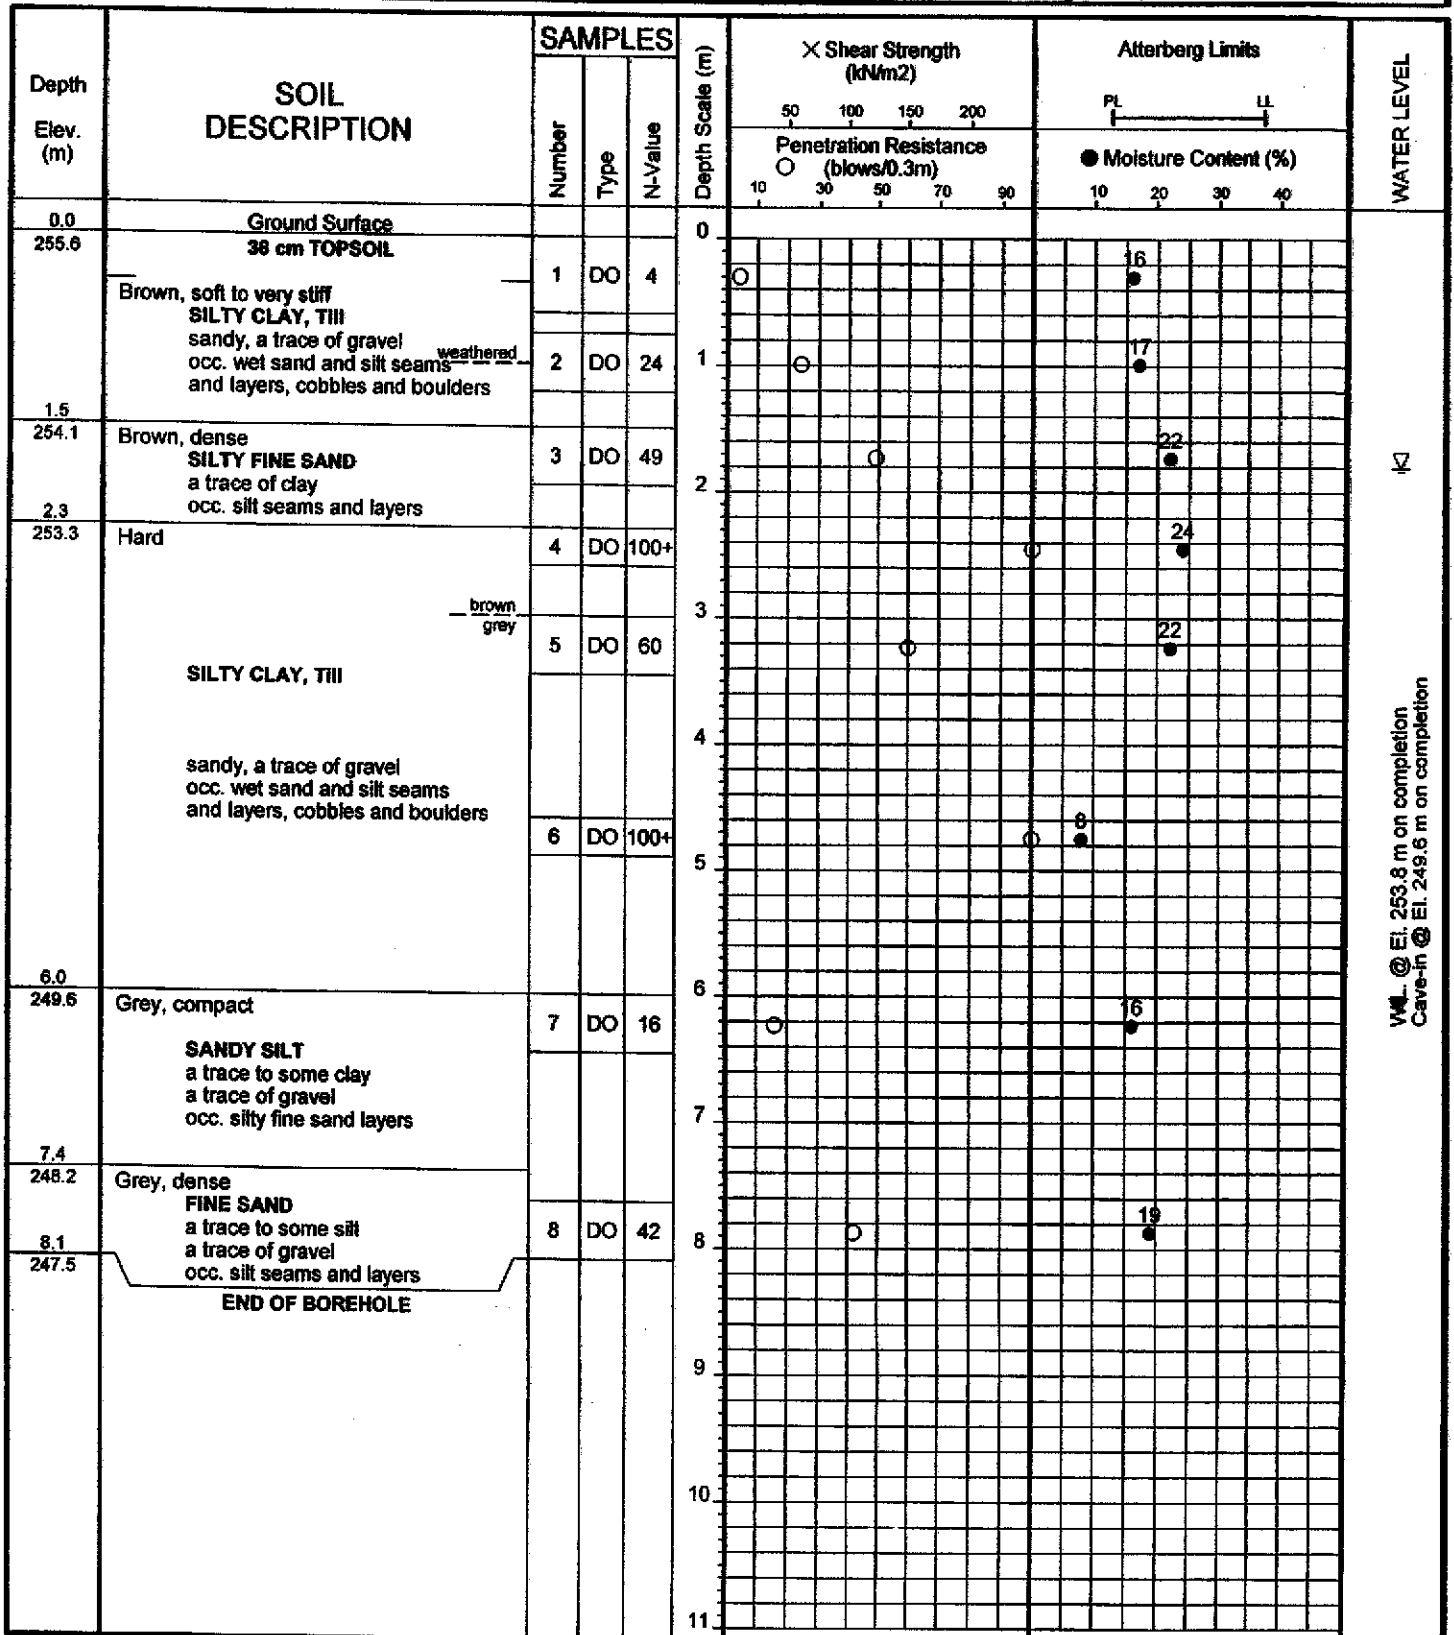 Depth
Elev.
(m)
SOIL
DESCRIPTION
SAMPLES
Number
Type
N-Value
Depth Scale (m)
× Shear Strength
(kN/m2)
50 100 150 200
Penetration Resistance
○ (blows/0.3m)
10 30 50 70 90
Atterberg Limits
PL LL
● Moisture Content (%)
10 20 30 40
WATER LEVEL
0.0
255.6
Ground Surface
36 cm TOPSOIL
1 DO 4
0
16
Brown, soft to very stiff
SILTY CLAY, Till
sandy, a trace of gravel
occ. wet sand and silt seams
and layers, cobbles and boulders
weathered
2 DO 24
1
17
1.5
254.1
Brown, dense
SILTY FINE SAND
a trace of clay
occ. silt seams and layers
3 DO 49
22
2
2.3
253.3
Hard
4 DO 100+
24
brown
grey
3
5 DO 60
22
SILTY CLAY, Till
4
sandy, a trace of gravel
occ. wet sand and silt seams
and layers, cobbles and boulders
6 DO 100+
8
5
6.0
249.6
Grey, compact
6
7 DO 16
16
SANDY SILT
a trace to some clay
a trace of gravel
occ. silty fine sand layers
7
7.4
248.2
Grey, dense
FINE SAND
a trace to some silt
a trace of gravel
occ. silt seams and layers
8 DO 42
19
8
8.1
247.5
END OF BOREHOLE
9
10
11
W.L. @ El. 253.8 m on completion
Cave-in @ El. 249.6 m on completion